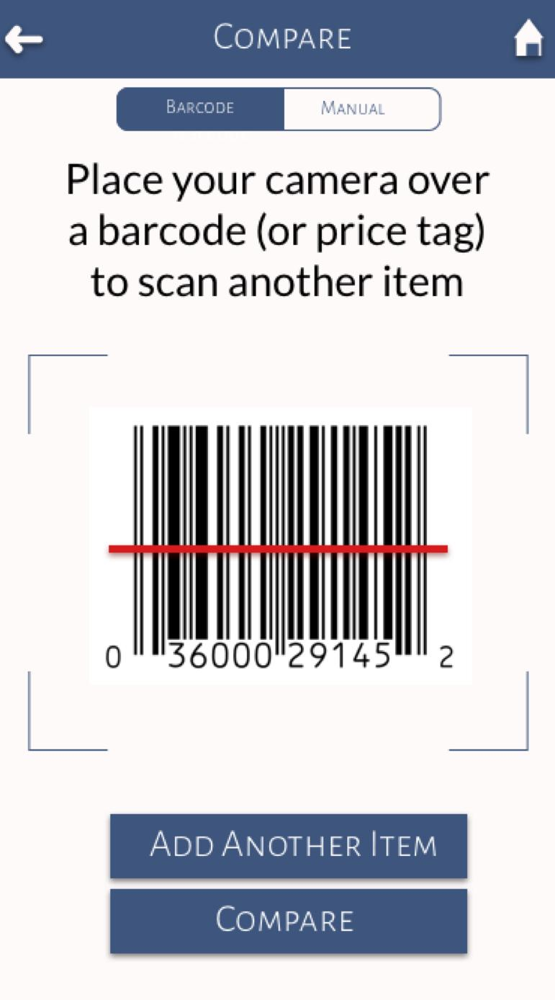 Compare
Barcode Manual
Place your camera over
a barcode (or price tag)
to scan another item
0 36000 29145 2
Add Another Item
Compare